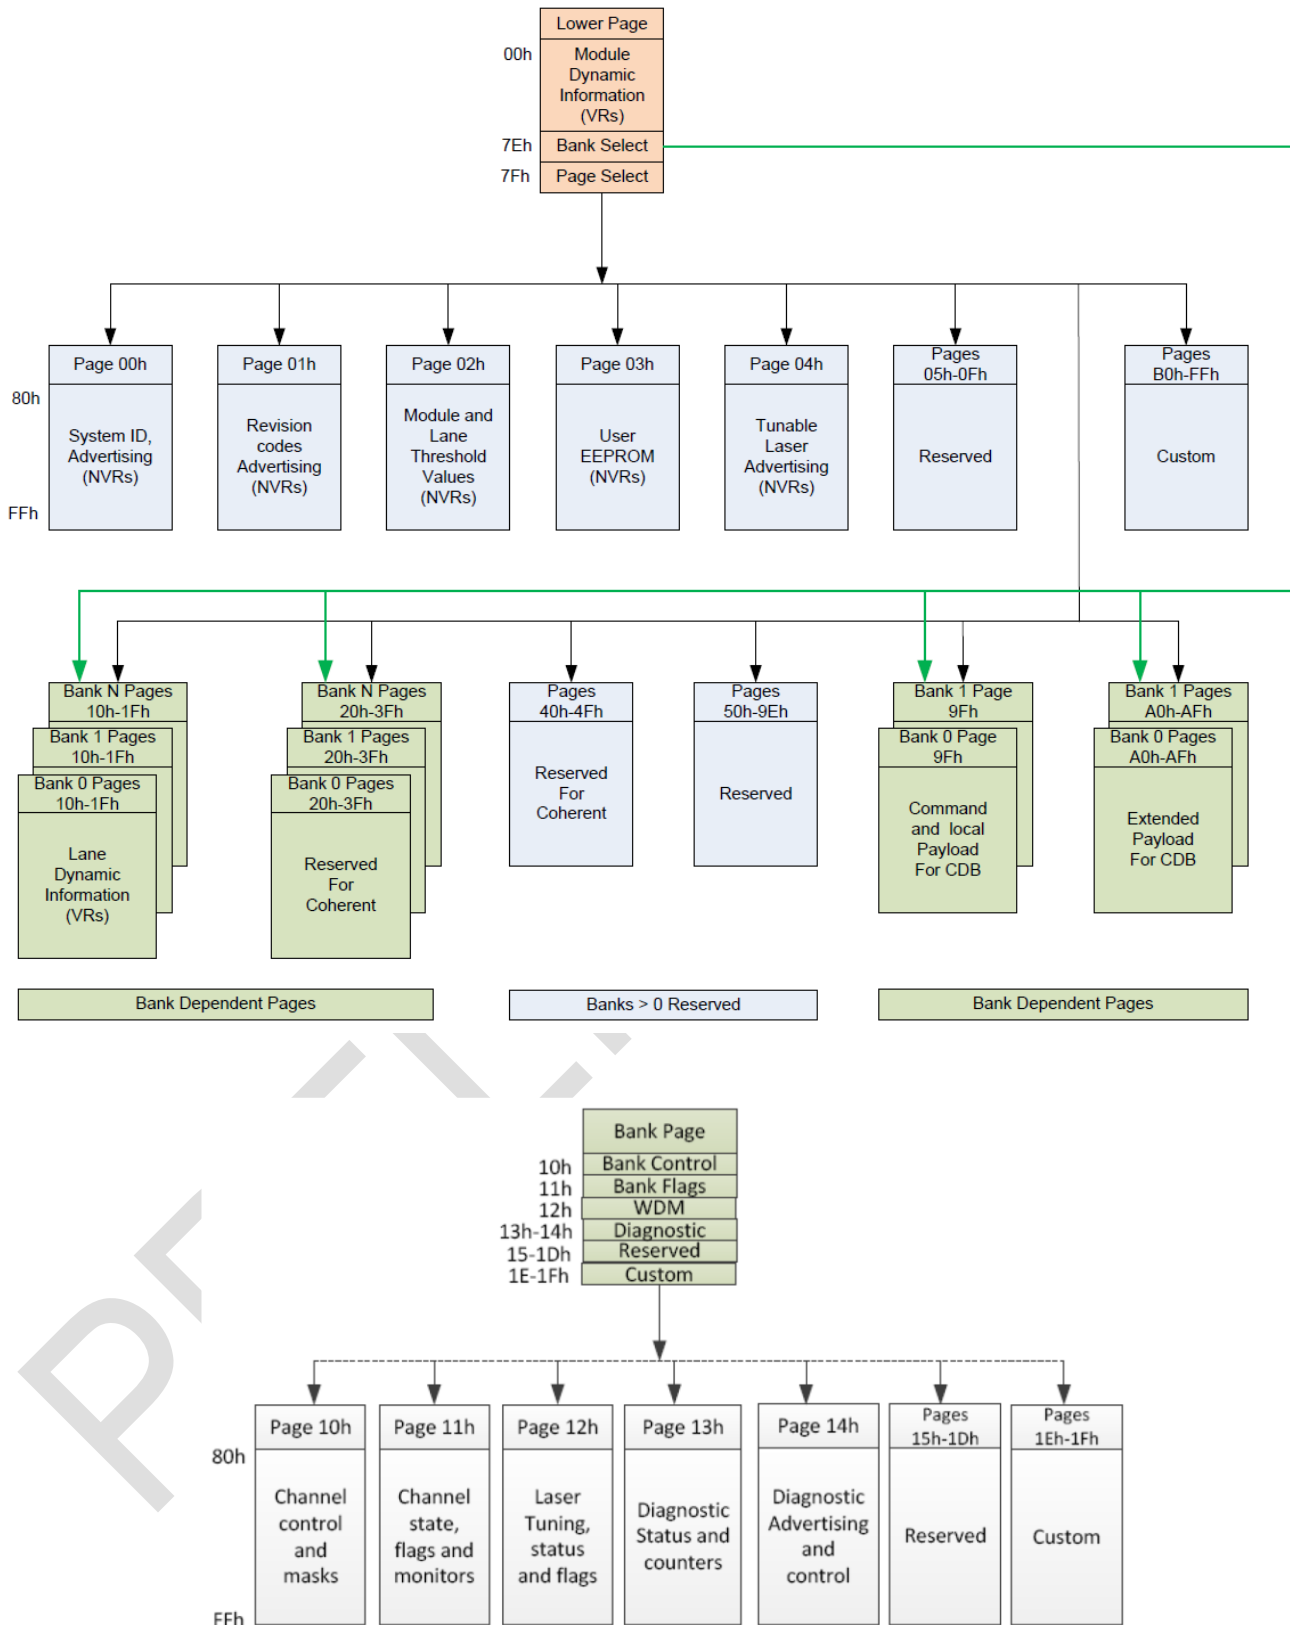 Lower Page
00h
Module
Dynamic
Information
(VRs)
7Eh
Bank Select
7Fh
Page Select
Page 00h
Page 01h
Page 02h
Page 03h
Page 04h
Pages
05h-0Fh
Pages
B0h-FFh
80h
System ID,
Advertising
(NVRs)
Revision
codes
Advertising
(NVRs)
Module and
Lane
Threshold
Values
(NVRs)
User
EEPROM
(NVRs)
Tunable
Laser
Advertising
(NVRs)
Reserved
Custom
FFh
Bank N Pages
10h-1Fh
Bank 1 Pages
10h-1Fh
Bank 0 Pages
10h-1Fh
Lane
Dynamic
Information
(VRs)
Bank N Pages
20h-3Fh
Bank 1 Pages
20h-3Fh
Bank 0 Pages
20h-3Fh
Reserved
For
Coherent
Pages
40h-4Fh
Reserved
For
Coherent
Pages
50h-9Eh
Reserved
Bank 1 Page
9Fh
Bank 0 Page
9Fh
Command
and local
Payload
For CDB
Bank 1 Pages
A0h-AFh
Bank 0 Pages
A0h-AFh
Extended
Payload
For CDB
Bank Dependent Pages
Banks > 0 Reserved
Bank Dependent Pages
Bank Page
10h
Bank Control
11h
Bank Flags
12h
WDM
13h-14h
Diagnostic
15-1Dh
Reserved
1E-1Fh
Custom
Page 10h
Page 11h
Page 12h
Page 13h
Page 14h
Pages
15h-1Dh
Pages
1Eh-1Fh
80h
Channel
control
and
masks
Channel
state,
flags and
monitors
Laser
Tuning,
status
and flags
Diagnostic
Status and
counters
Diagnostic
Advertising
and
control
Reserved
Custom
FFh